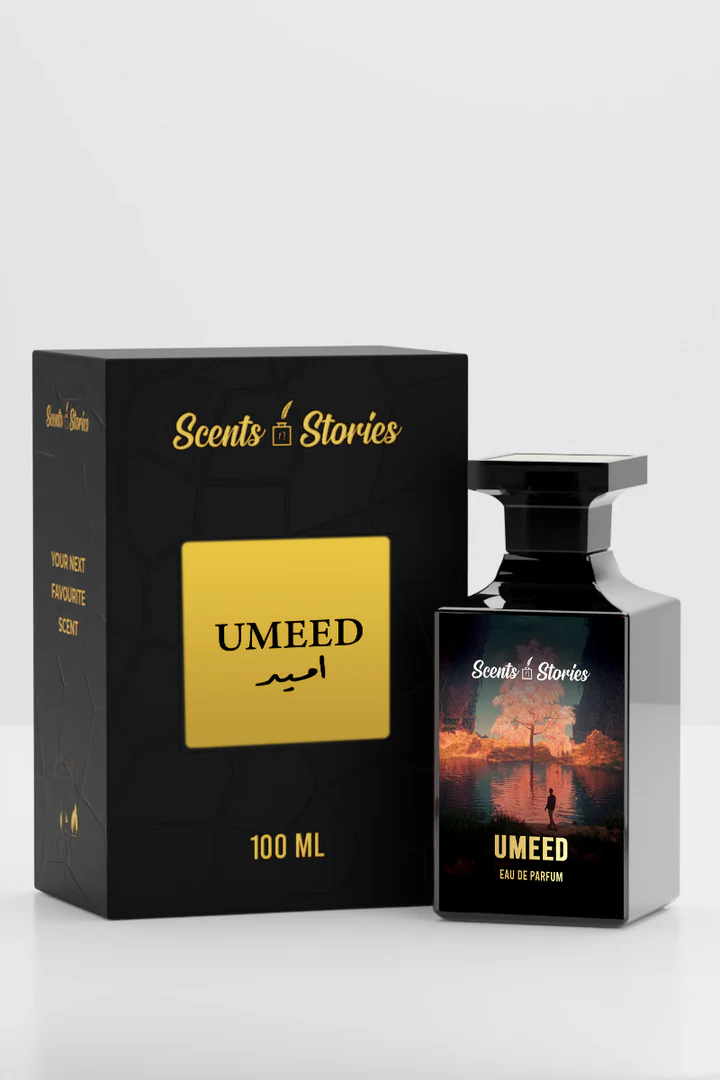 Scents n Stories
YOUR NEXT
FAVOURITE
SCENT
Scents n Stories
UMEED
امید
100 ML
Scents n Stories
UMEED
EAU DE PARFUM